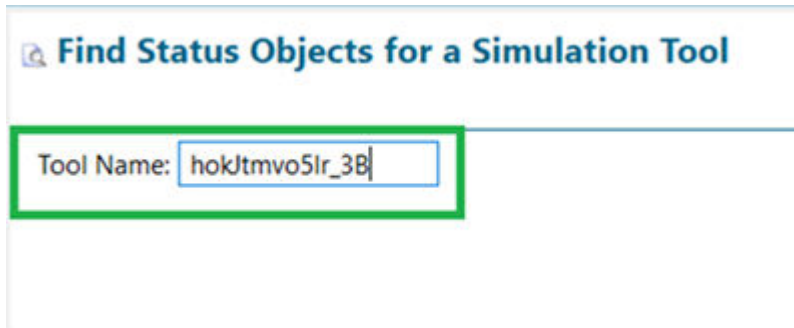 Find Status Objects for a Simulation Tool
Tool Name: hokJtmvo5lr_3B